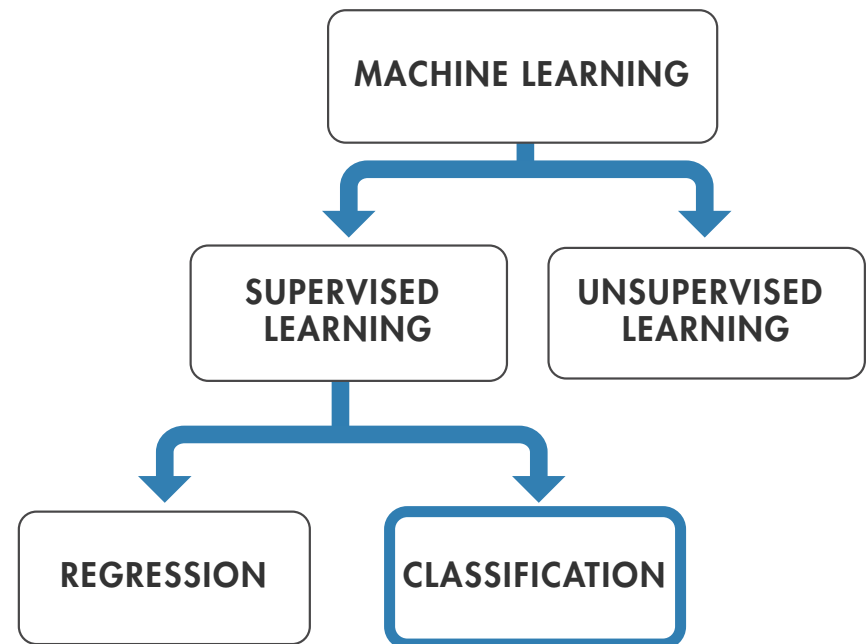 MACHINE LEARNING
SUPERVISED
LEARNING
UNSUPERVISED
LEARNING
REGRESSION
CLASSIFICATION